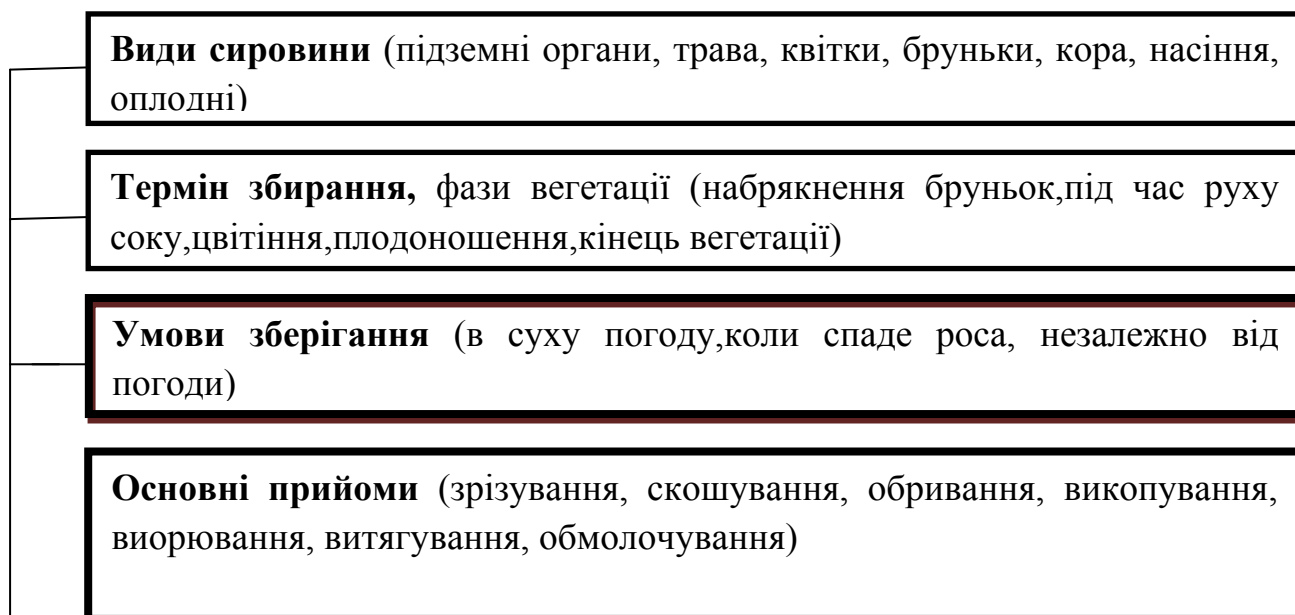 Види сировини (підземні органи, трава, квітки, бруньки, кора, насіння,
оплодні)
Термін збирання, фази вегетації (набрякнення бруньок,під час руху
соку,цвітіння,плодоношення,кінець вегетації)
Умови зберігання (в суху погоду,коли спаде роса, незалежно від
погоди)
Основні прийоми (зрізування, скошування, обривання, викопування,
виорювання, витягування, обмолочування)